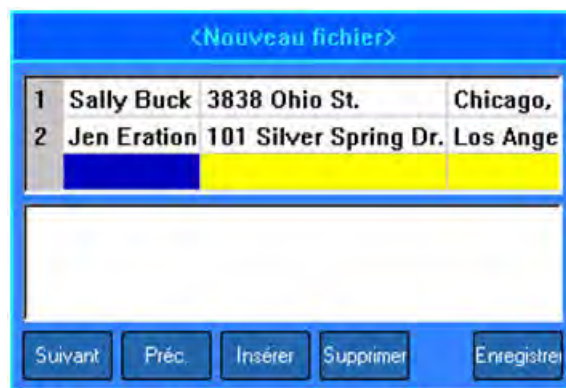 <Nouveau fichier>
1 Sally Buck 3838 Ohio St. Chicago,
2 Jen Eration 101 Silver Spring Dr. Los Ange
Suivant Préc. Insérer Supprimer Enregistrer